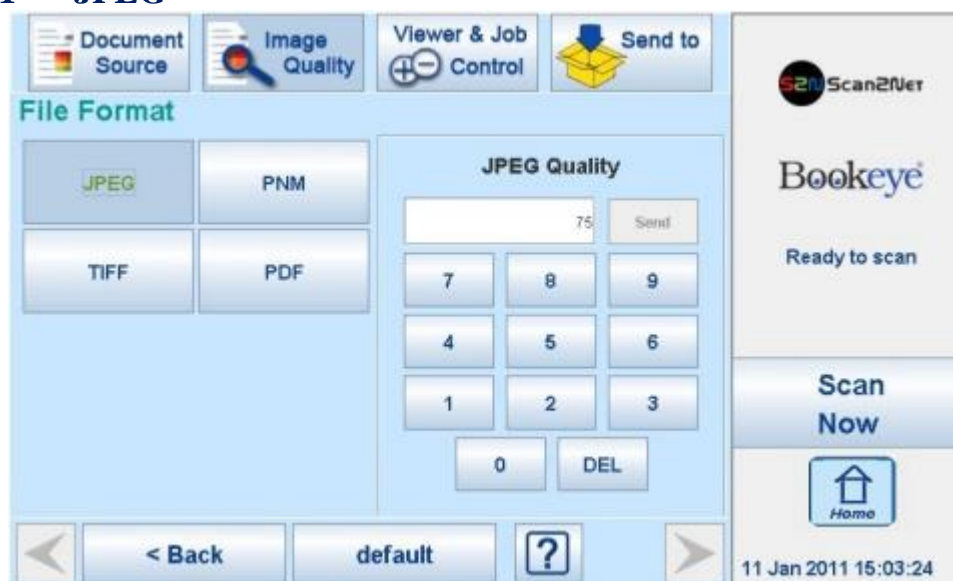 JPEG
Document
Source
Image
Quality
Viewer & Job
Control
Send to
File Format
JPEG
PNM
TIFF
PDF
JPEG Quality
75
Send
7
8
9
4
5
6
1
2
3
0
DEL
< Back
default
?
S2N Scan2Net
Bookeye
Ready to scan
Scan
Now
Home
11 Jan 2011 15:03:24